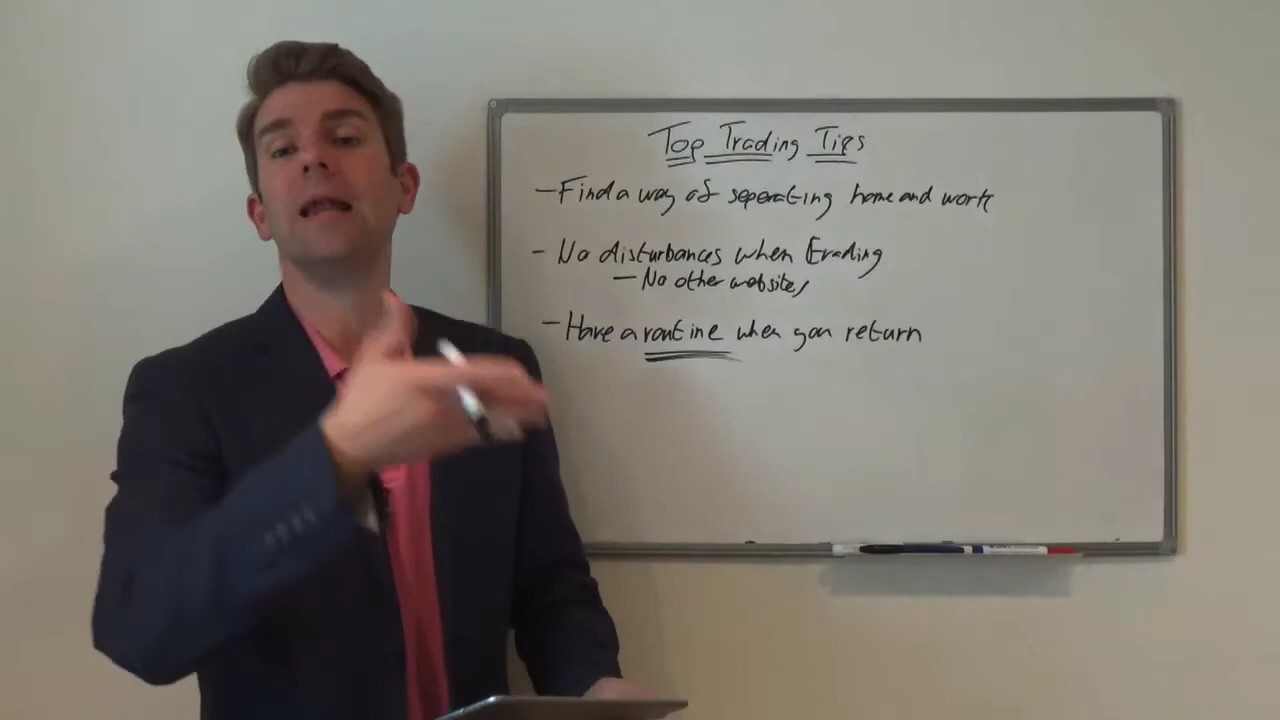 Top Trading Tips
- Find a way of seperating home and work
- No disturbances when trading
- No other websites
- Have a routine when you return